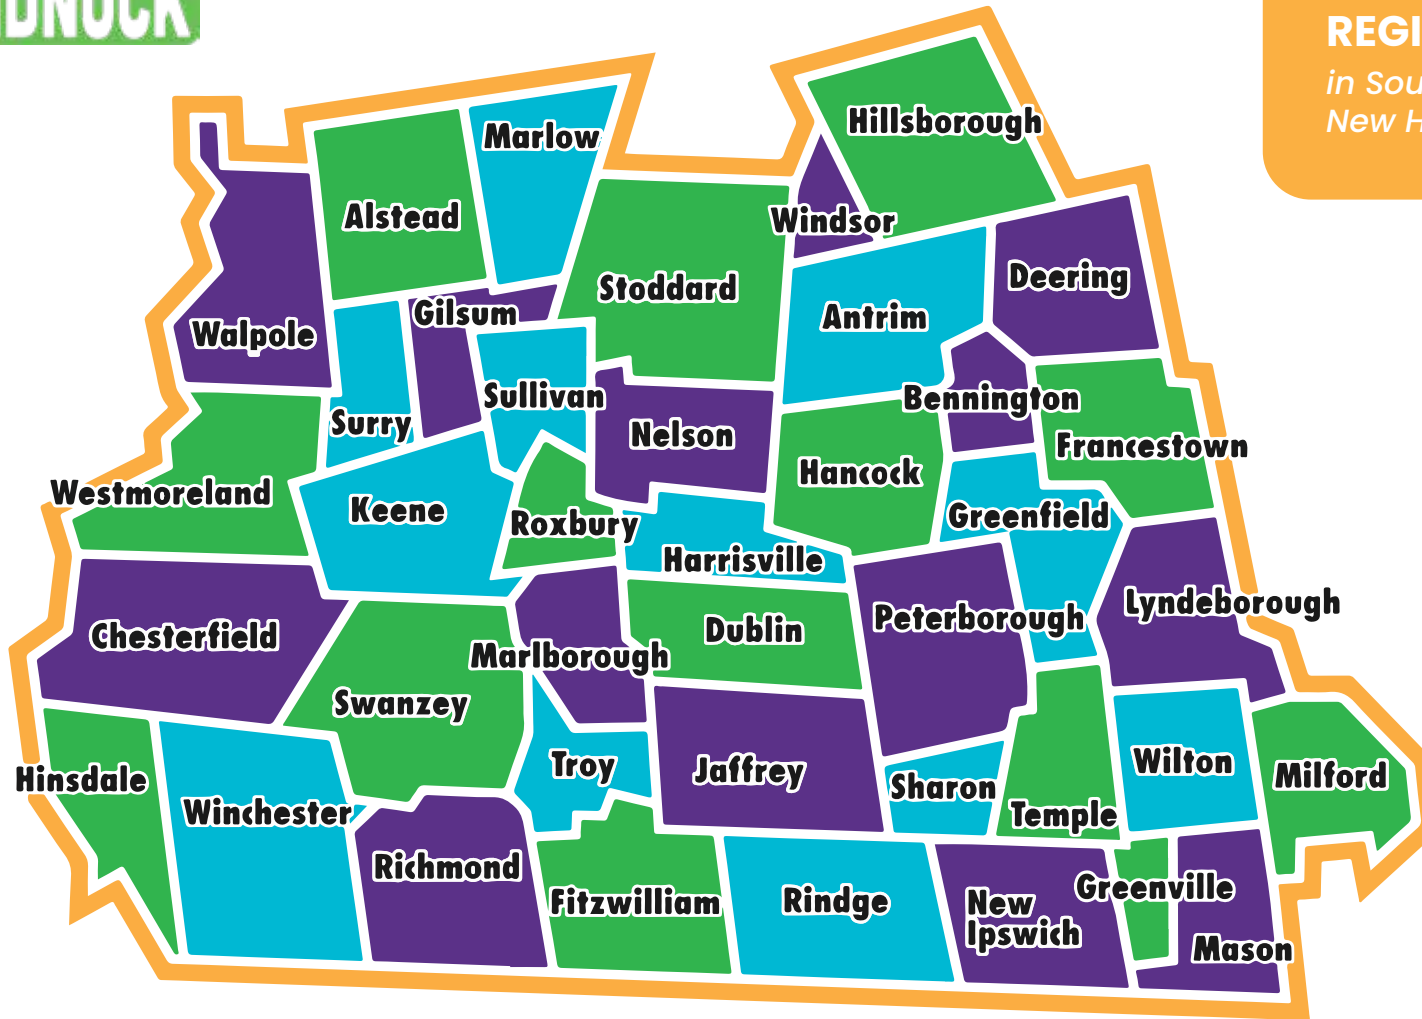 REGI
in Sou
New H
Hillsborough
Marlow
Alstead
Windsor
Deering
Stoddard
Gilsum
Antrim
Walpole
Sullivan
Bennington
Surry
Nelson
Francestown
Hancock
Westmoreland
Keene
Roxbury
Greenfield
Harrisville
Lyndeborough
Peterborough
Dublin
Chesterfield
Marlborough
Swanzey
Troy
Jaffrey
Wilton
Milford
Hinsdale
Sharon
Winchester
Temple
Richmond
Greenville
Fitzwilliam
Rindge
New
Ipswich
Mason